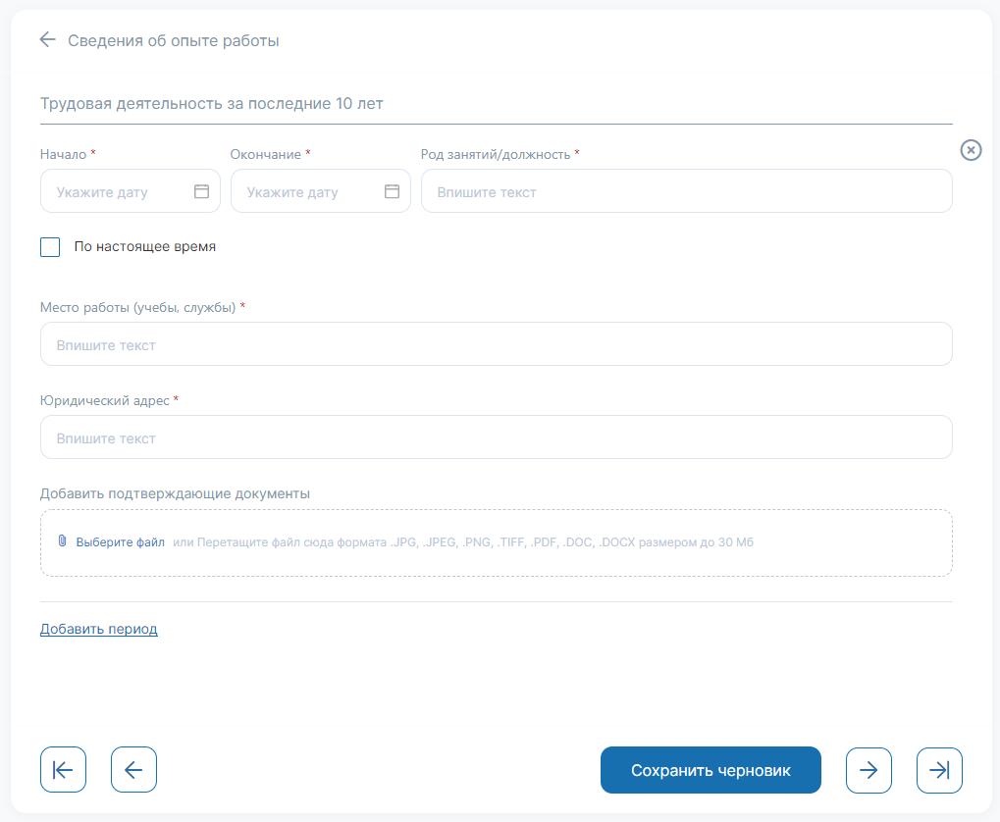 Сведения об опыте работы
Трудовая деятельность за последние 10 лет
Начало * Окончание * Род занятий/должность *
Укажите дату Укажите дату Впишите текст
По настоящее время
Место работы (учебы, службы) *
Впишите текст
Юридический адрес *
Впишите текст
Добавить подтверждающие документы
Выберите файл или Перетащите файл сюда формата .JPG, .JPEG, .PNG, .TIFF, .PDF, .DOC, .DOCX размером до 30 Мб
Добавить период
Сохранить черновик